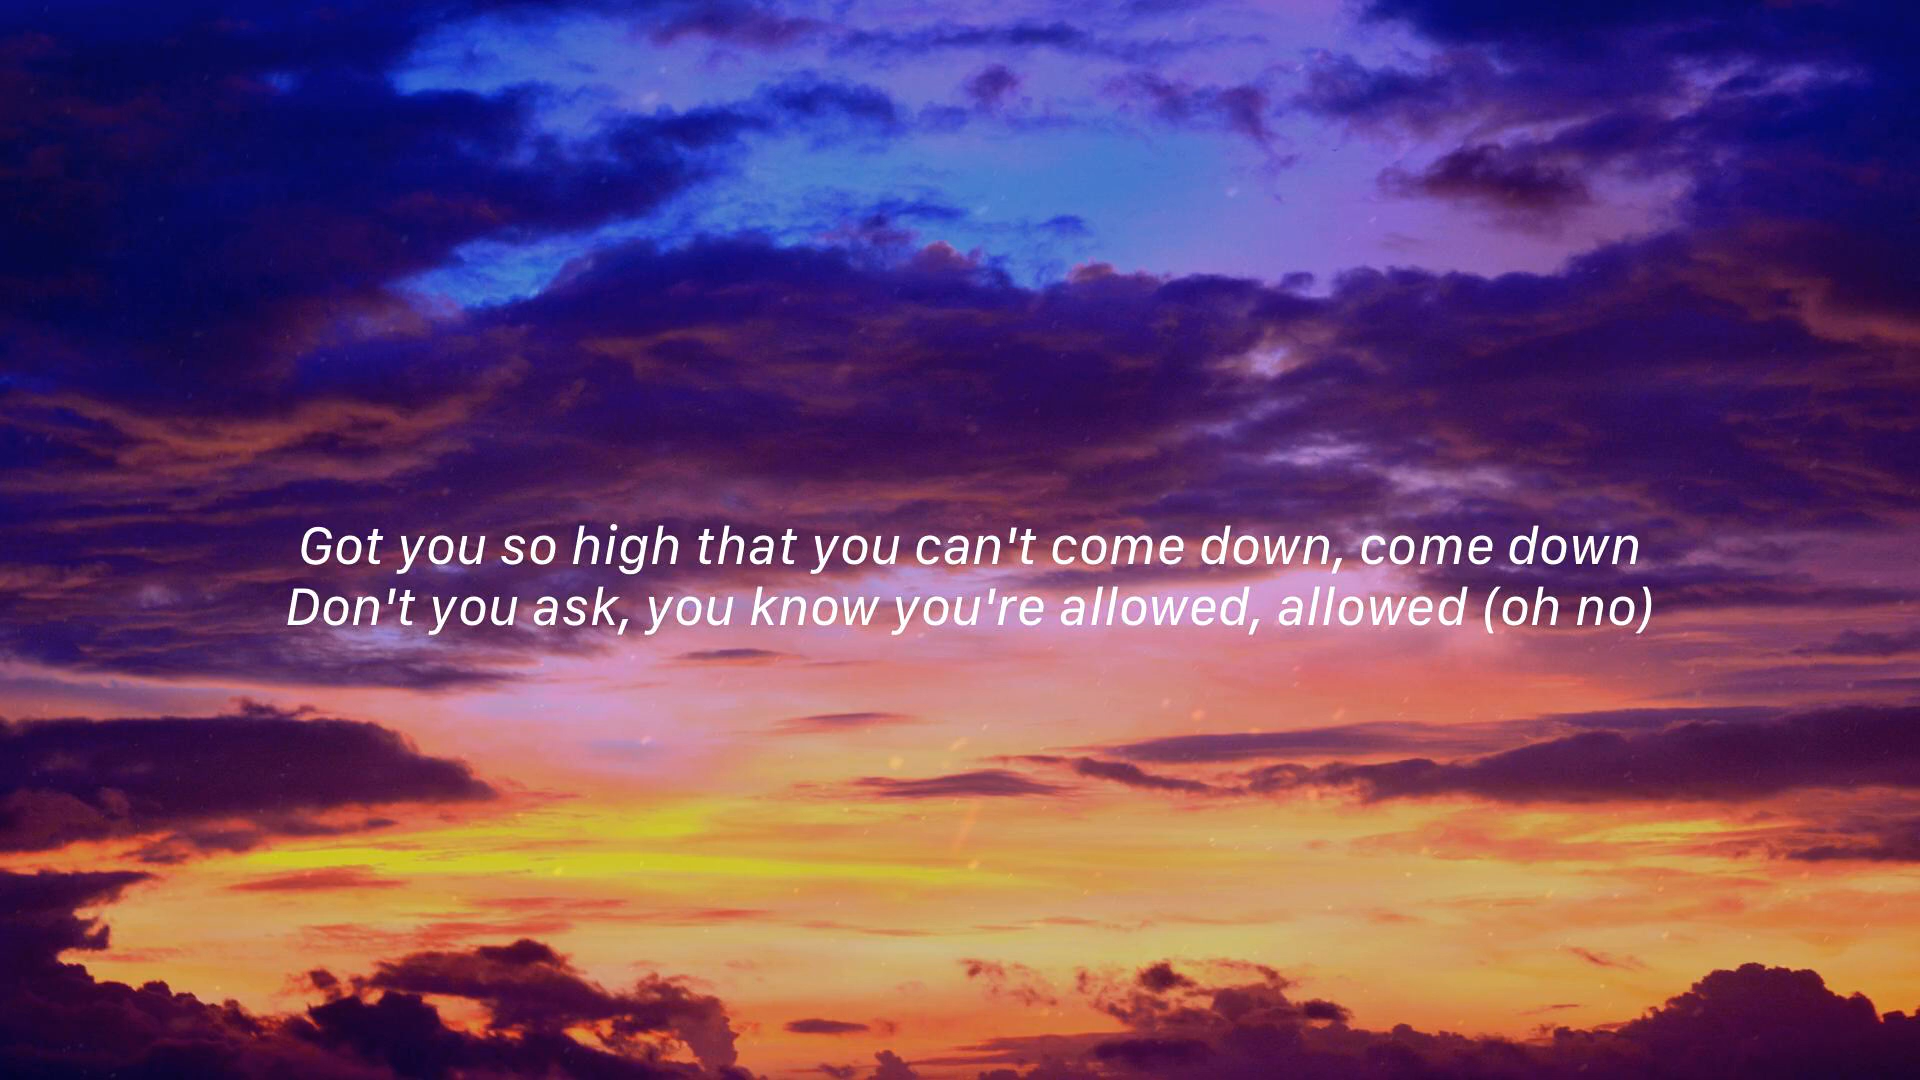 Got you so high that you can't come down, come down
Don't you ask, you know you're allowed, allowed (oh no)